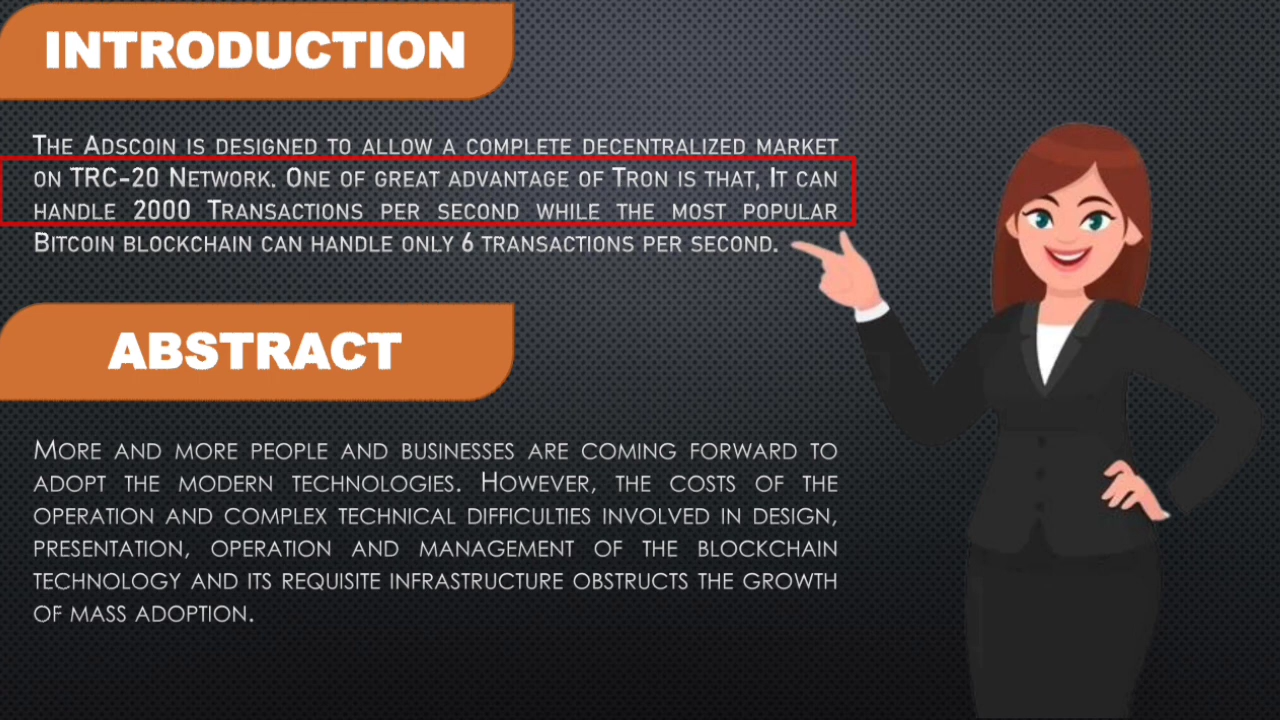 INTRODUCTION
The Adscoin is designed to allow a complete decentralized market
on TRC-20 Network. One of great advantage of Tron is that, It can
handle 2000 Transactions per second while the most popular
Bitcoin blockchain can handle only 6 transactions per second.
ABSTRACT
More and more people and businesses are coming forward to
adopt the modern technologies. However, the costs of the
operation and complex technical difficulties involved in design,
presentation, operation and management of the blockchain
technology and its requisite infrastructure obstructs the growth
of mass adoption.